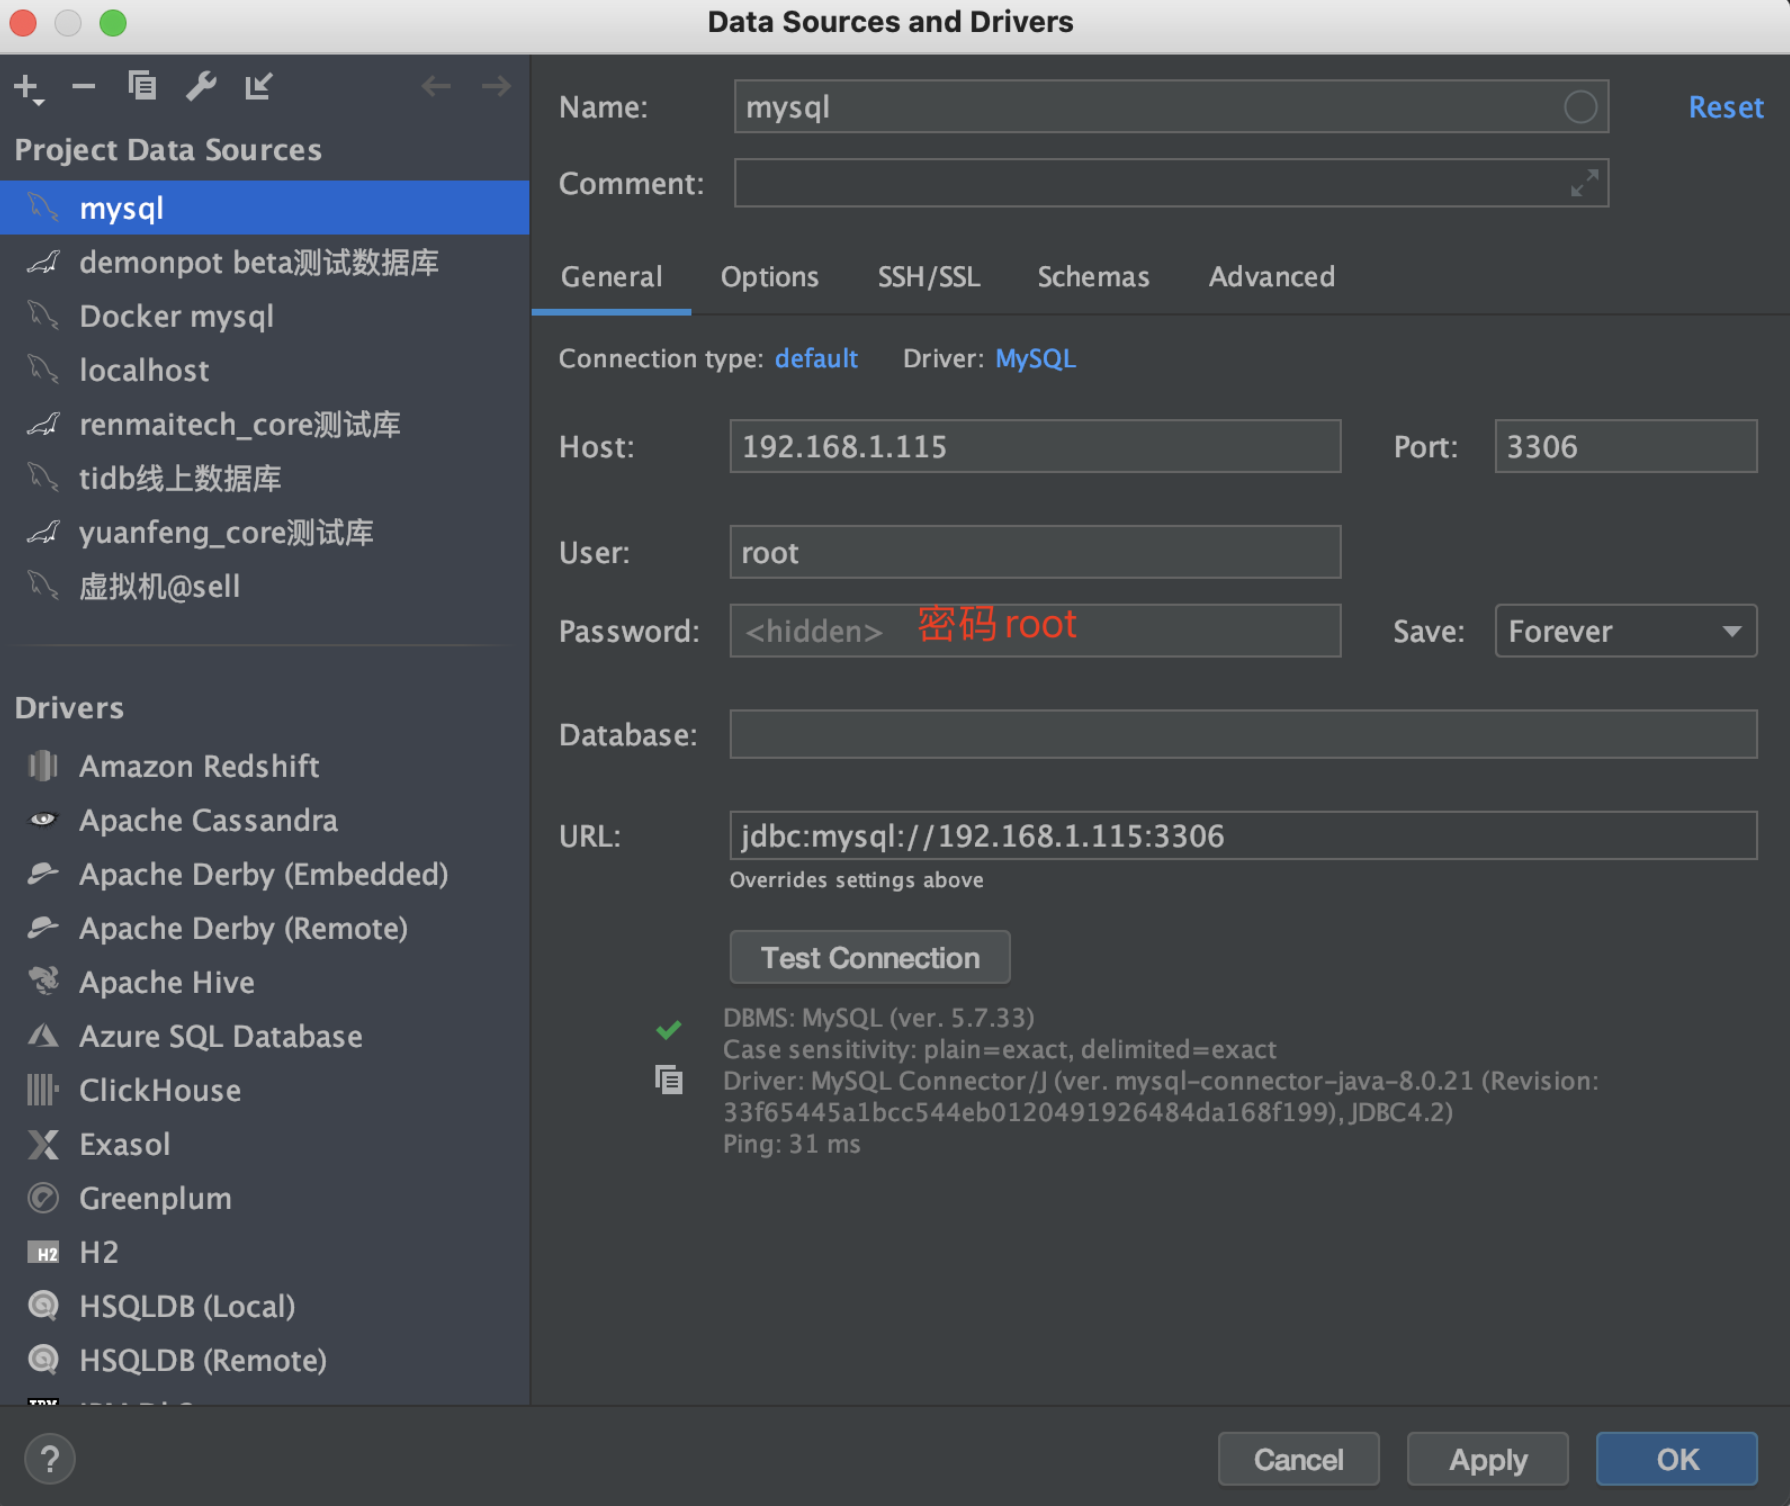 Data Sources and Drivers
Project Data Sources
mysql
demonpot beta测试数据库
Docker mysql
localhost
renmaitech_core测试库
tidb线上数据库
yuanfeng_core测试库
虚拟机@sell
Drivers
Amazon Redshift
Apache Cassandra
Apache Derby (Embedded)
Apache Derby (Remote)
Apache Hive
Azure SQL Database
ClickHouse
Exasol
Greenplum
H2 H2
HSQLDB (Local)
HSQLDB (Remote)
Name: mysql Reset
Comment:
General Options SSH/SSL Schemas Advanced
Connection type: default Driver: MySQL
Host: 192.168.1.115 Port: 3306
User: root
Password: <hidden> 密码 root Save: Forever
Database:
URL: jdbc:mysql://192.168.1.115:3306
Overrides settings above
Test Connection
DBMS: MySQL (ver. 5.7.33)
Case sensitivity: plain=exact, delimited=exact
Driver: MySQL Connector/J (ver. mysql-connector-java-8.0.21 (Revision:
33f65445a1bcc544eb0120491926484da168f199), JDBC4.2)
Ping: 31 ms
? Cancel Apply OK